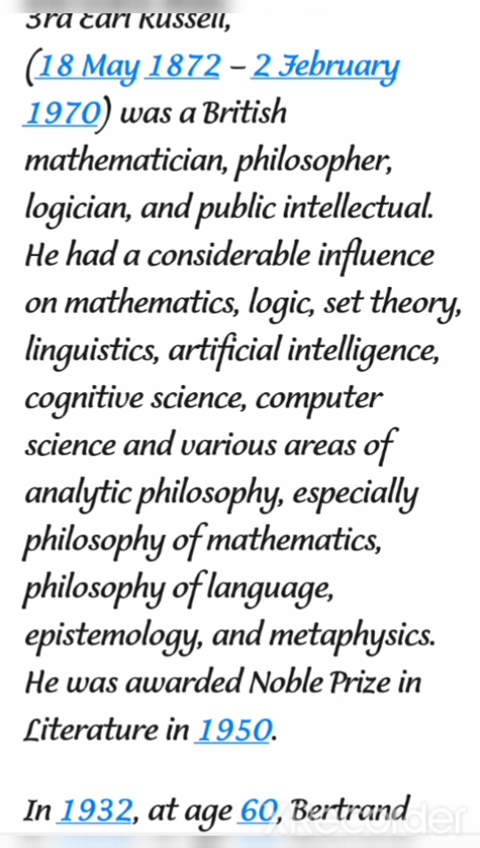 3rd Earl Russell,
(18 May 1872 – 2 February
1970) was a British
mathematician, philosopher,
logician, and public intellectual.
He had a considerable influence
on mathematics, logic, set theory,
linguistics, artificial intelligence,
cognitive science, computer
science and various areas of
analytic philosophy, especially
philosophy of mathematics,
philosophy of language,
epistemology, and metaphysics.
He was awarded Noble Prize in
Literature in 1950.
In 1932, at age 60, Bertrand
XRecorder